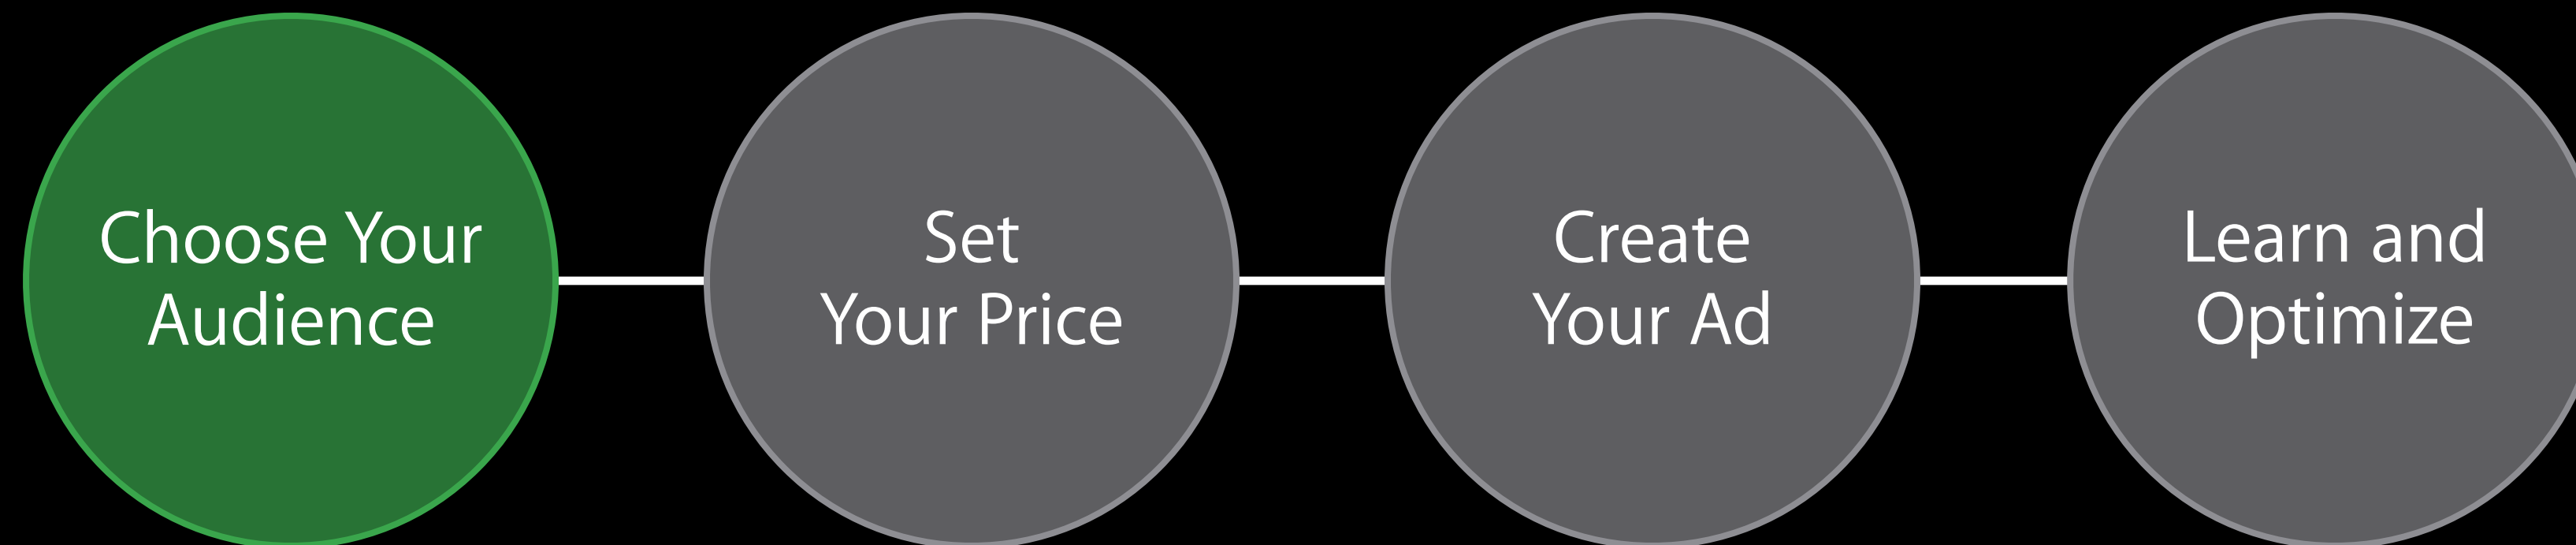 Choose Your
Audience
Set
Your Price
Create
Your Ad
Learn and
Optimize